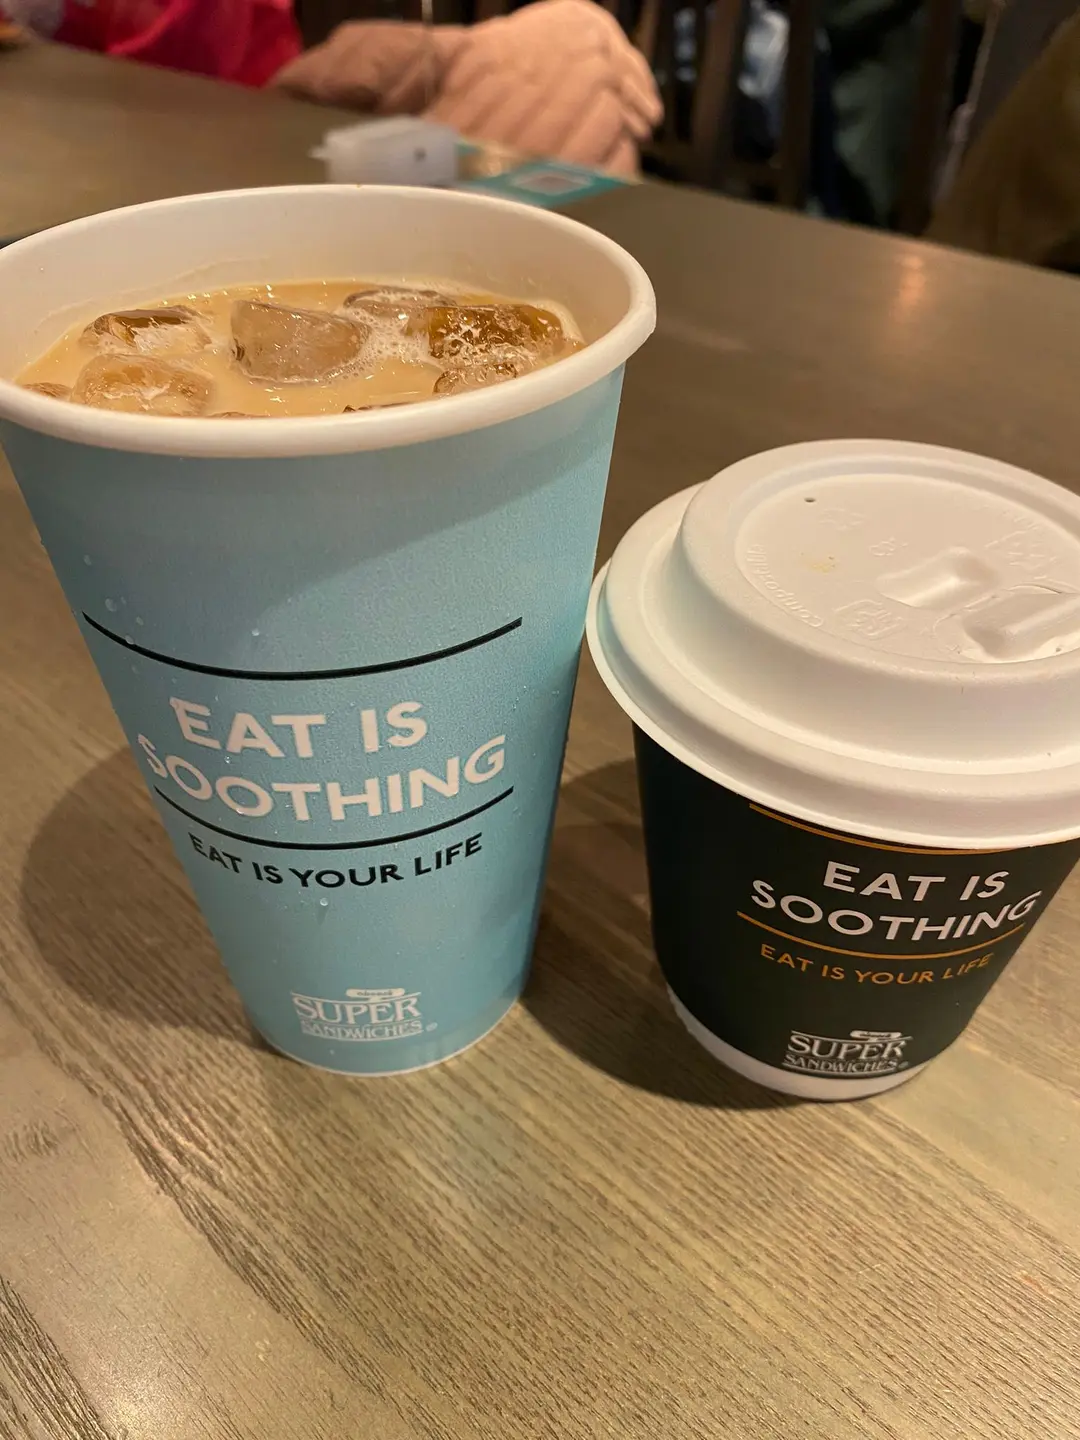 EAT IS
SOOTHING
EAT IS YOUR LIFE
SUPER
SANDWICHES
EAT IS
SOOTHING
EAT IS YOUR LIFE
SUPER
SANDWICHES